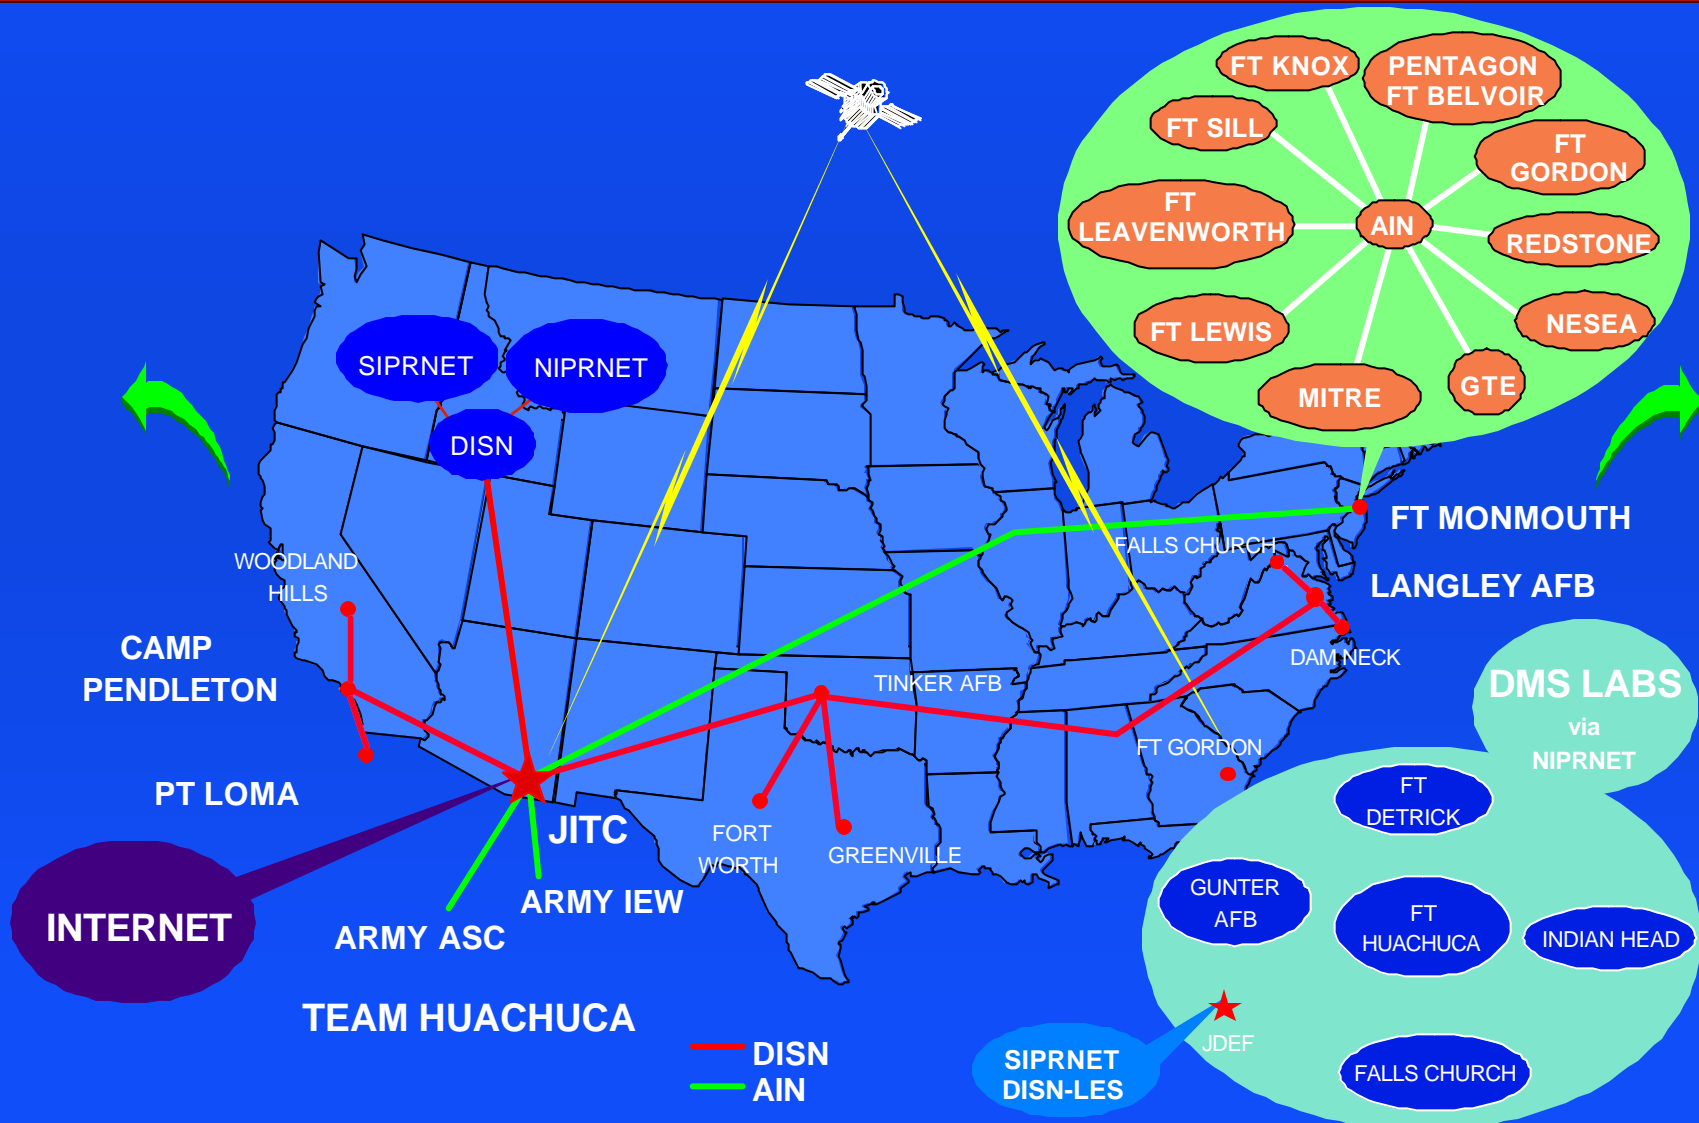 FT KNOX
PENTAGON
FT BELVOIR
FT SILL
FT
GORDON
FT
LEAVENWORTH
AIN
REDSTONE
FT LEWIS
NESEA
MITRE
GTE
SIPRNET
NIPRNET
DISN
FT MONMOUTH
FALLS CHURCH
WOODLAND
HILLS
LANGLEY AFB
CAMP
PENDLETON
DAM NECK
TINKER AFB
DMS LABS
via
NIPRNET
FT GORDON
PT LOMA
FT
DETRICK
JITC
FORT
WORTH
GREENVILLE
GUNTER
AFB
FT
HUACHUCA
INDIAN HEAD
INTERNET
ARMY IEW
ARMY ASC
TEAM HUACHUCA
JDEF
DISN
AIN
SIPRNET
DISN-LES
FALLS CHURCH